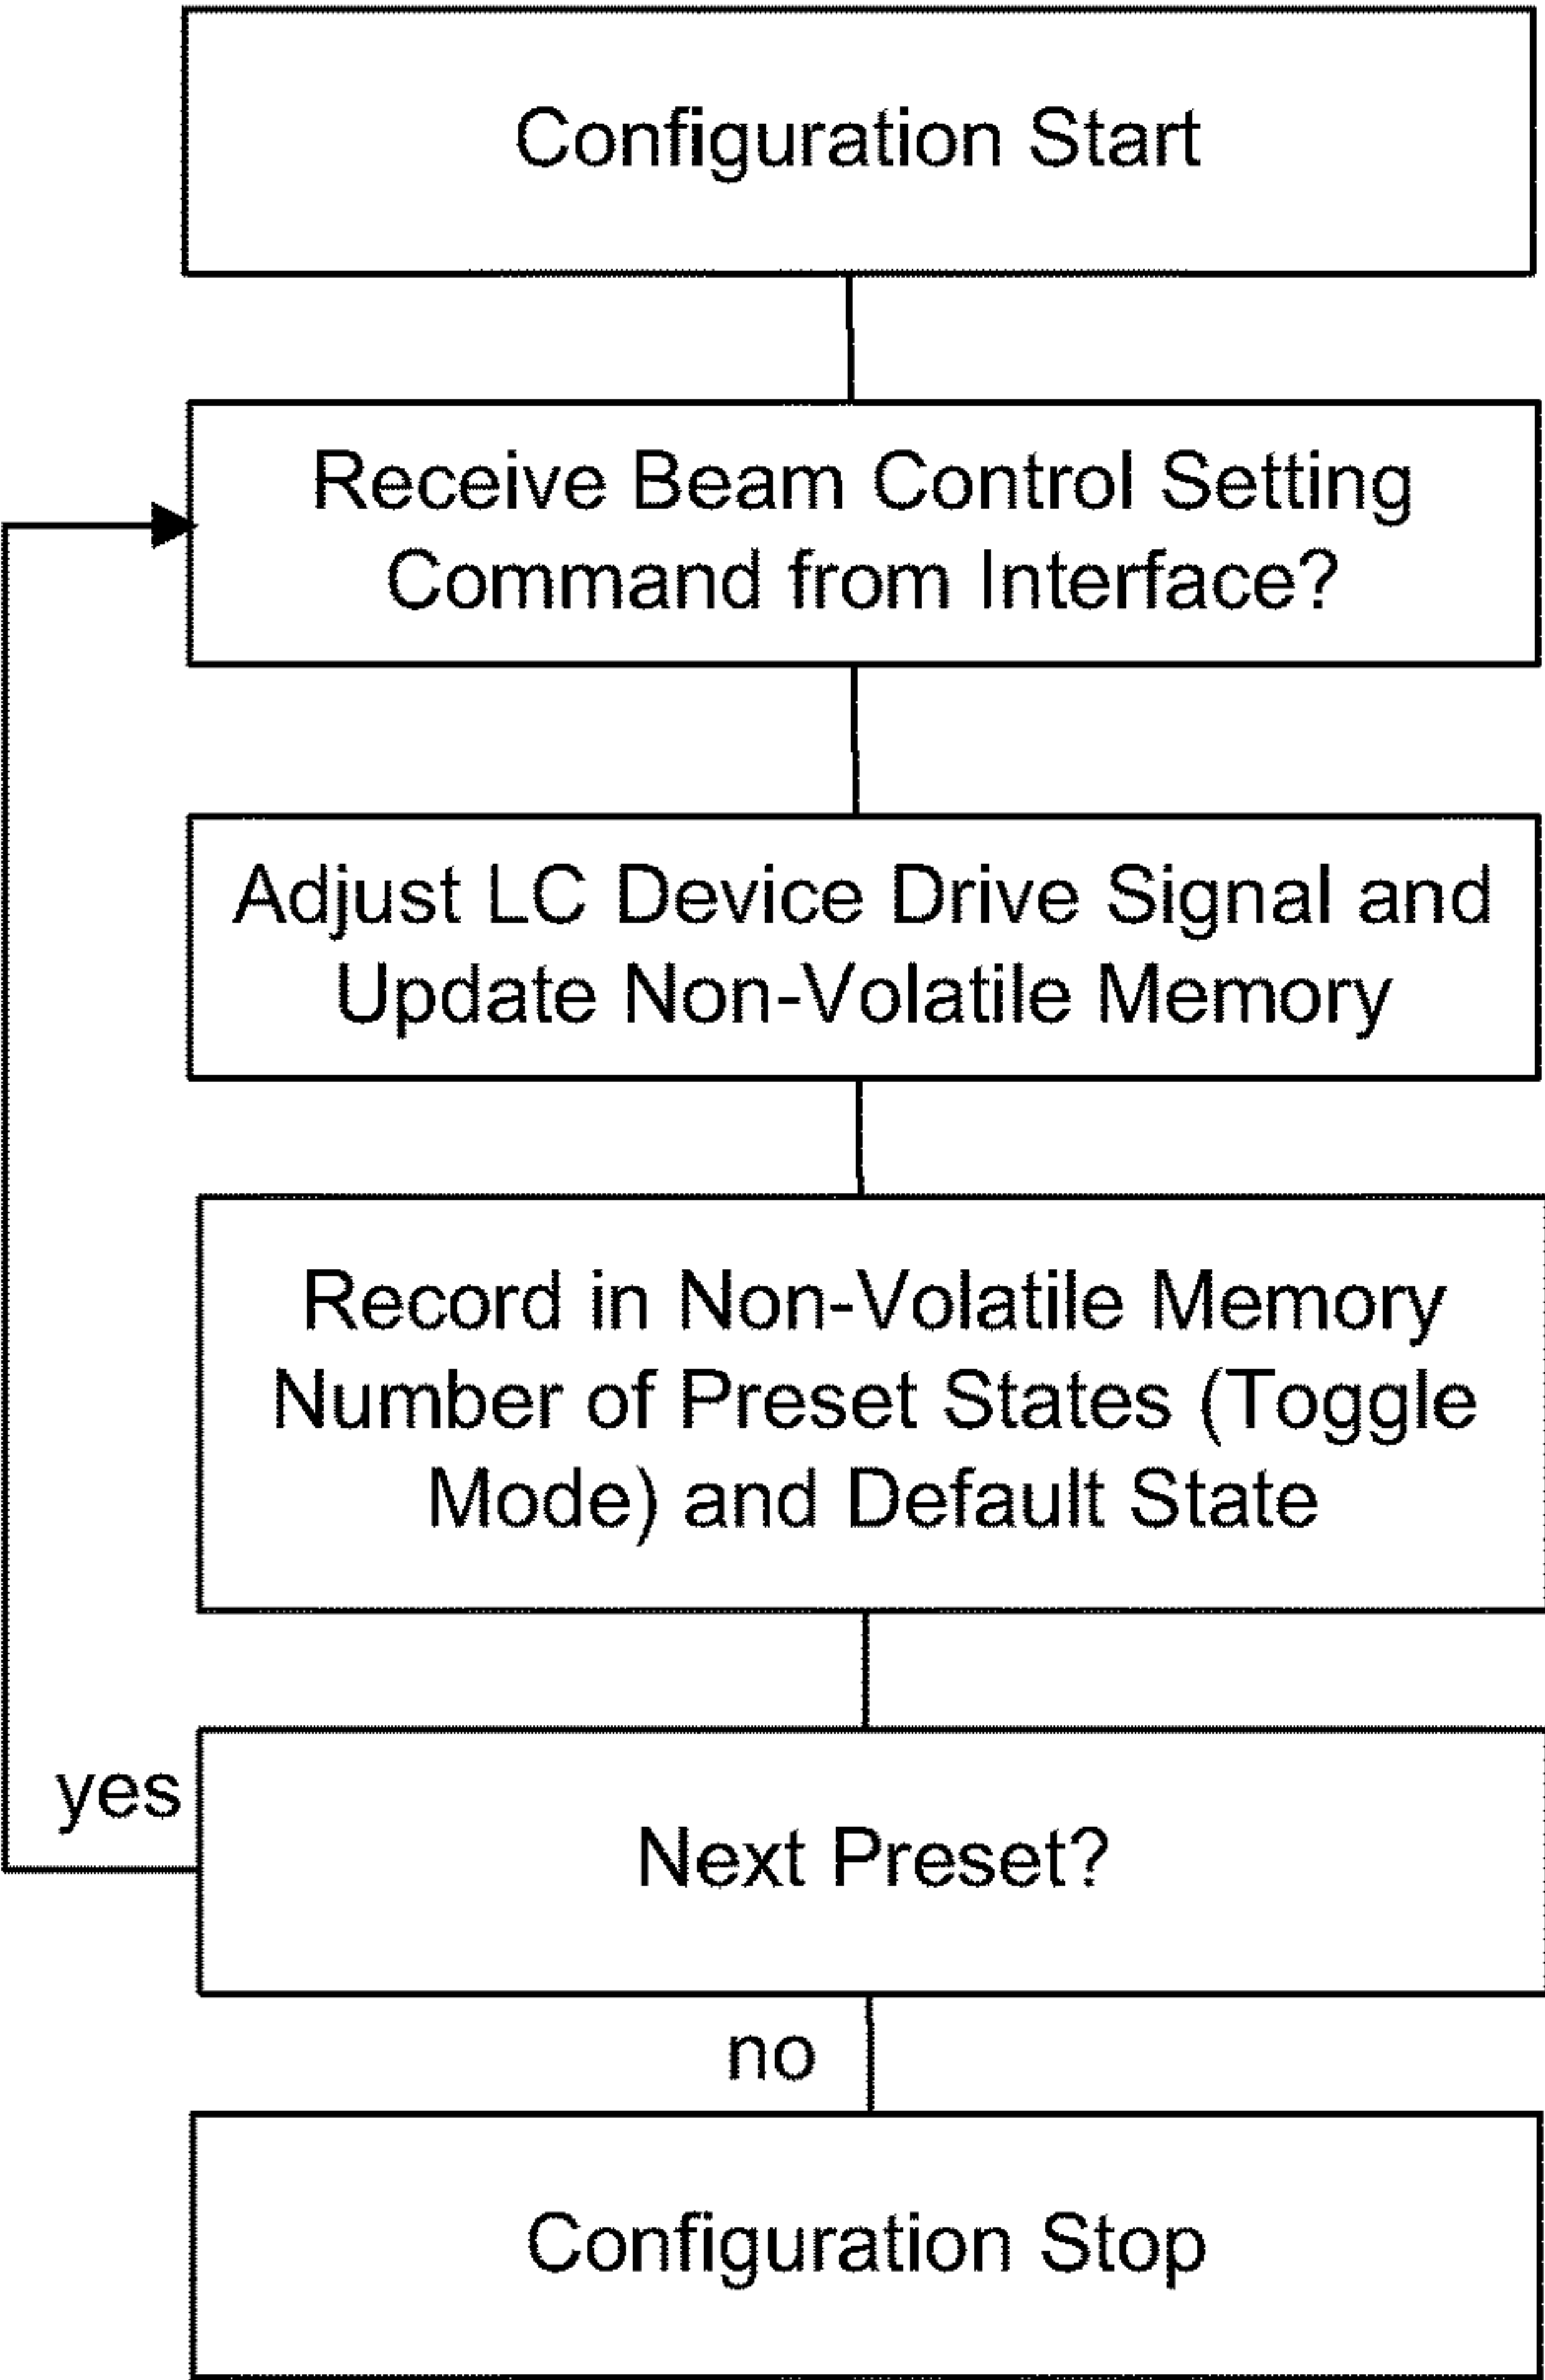 Configuration Start
Receive Beam Control Setting
Command from Interface?
Adjust LC Device Drive Signal and
Update Non-Volatile Memory
Record in Non-Volatile Memory
Number of Preset States (Toggle
Mode) and Default State
yes
Next Preset?
no
Configuration Stop